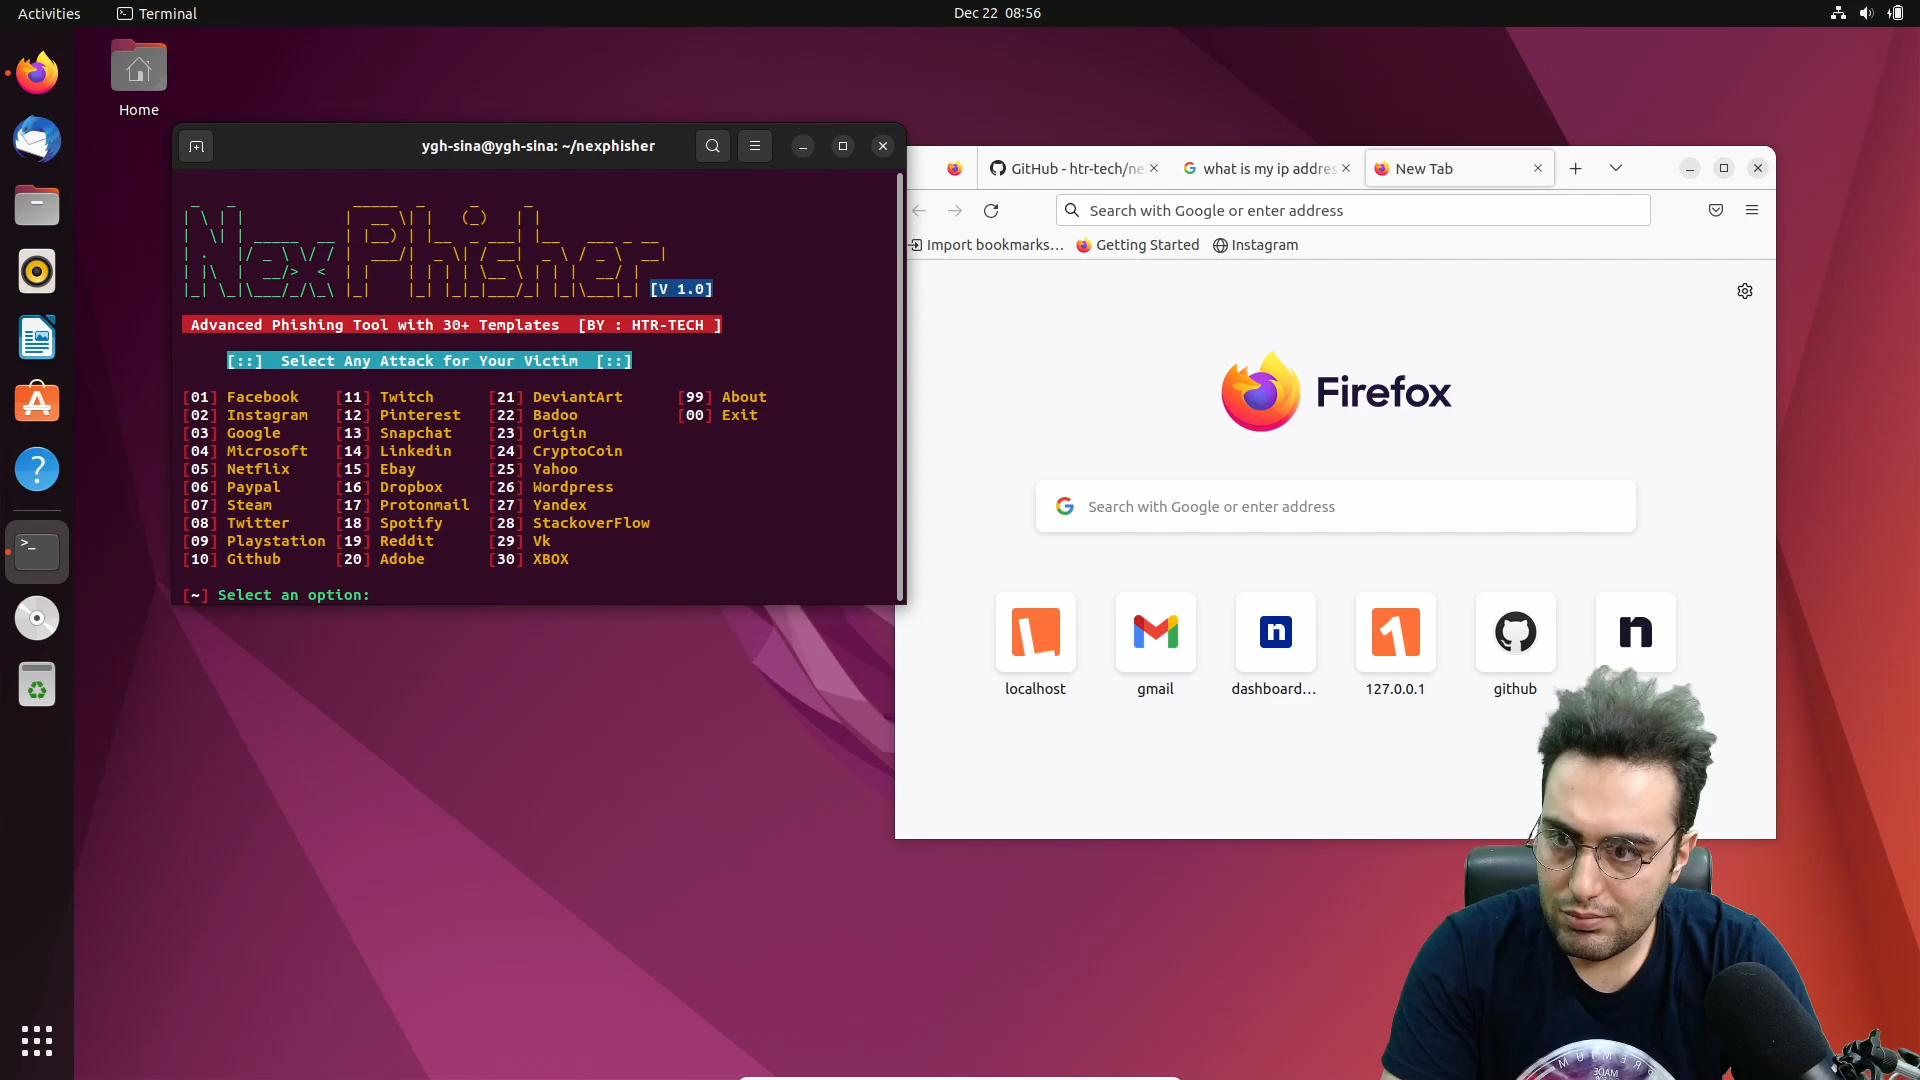 Activities
Terminal
Dec 22 08:56
Home
ygh-sina@ygh-sina: ~/nexphisher
[V 1.0]
Advanced Phishing Tool with 30+ Templates [BY : HTR-TECH ]
[::] Select Any Attack for Your Victim [::]
[01] Facebook [11] Twitch [21] DeviantArt [99] About
[02] Instagram [12] Pinterest [22] Badoo [00] Exit
[03] Google [13] Snapchat [23] Origin
[04] Microsoft [14] Linkedin [24] CryptoCoin
[05] Netflix [15] Ebay [25] Yahoo
[06] Paypal [16] Dropbox [26] Wordpress
[07] Steam [17] Protonmail [27] Yandex
[08] Twitter [18] Spotify [28] StackoverFlow
[09] Playstation [19] Reddit [29] Vk
[10] Github [20] Adobe [30] XBOX
[~] Select an option:
GitHub - htr-tech/ne
what is my ip addres
New Tab
Search with Google or enter address
Import bookmarks…
Getting Started
Instagram
Firefox
Search with Google or enter address
localhost
gmail
dashboard…
127.0.0.1
github